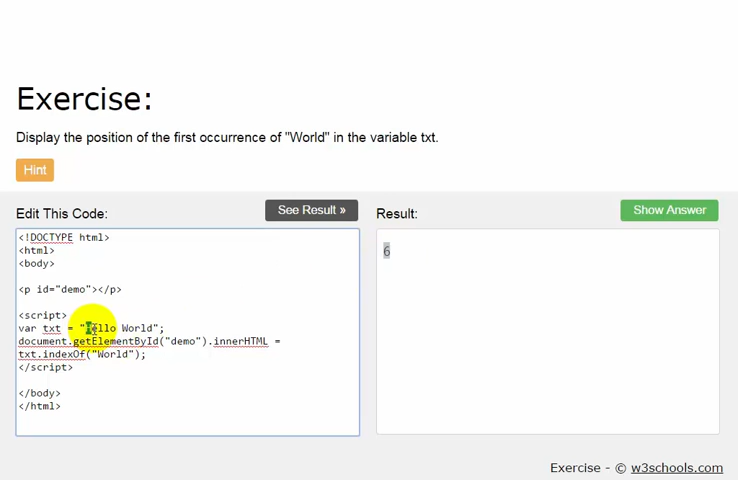 Exercise:
Display the position of the first occurrence of "World" in the variable txt.
Hint
Edit This Code:
See Result »
Result:
Show Answer
<!DOCTYPE html>
<html>
<body>
<p id="demo"></p>
<script>
var txt = "Hello World";
document.getElementById("demo").innerHTML =
txt.indexOf("World");
</script>
</body>
</html>
6
Exercise - © w3schools.com